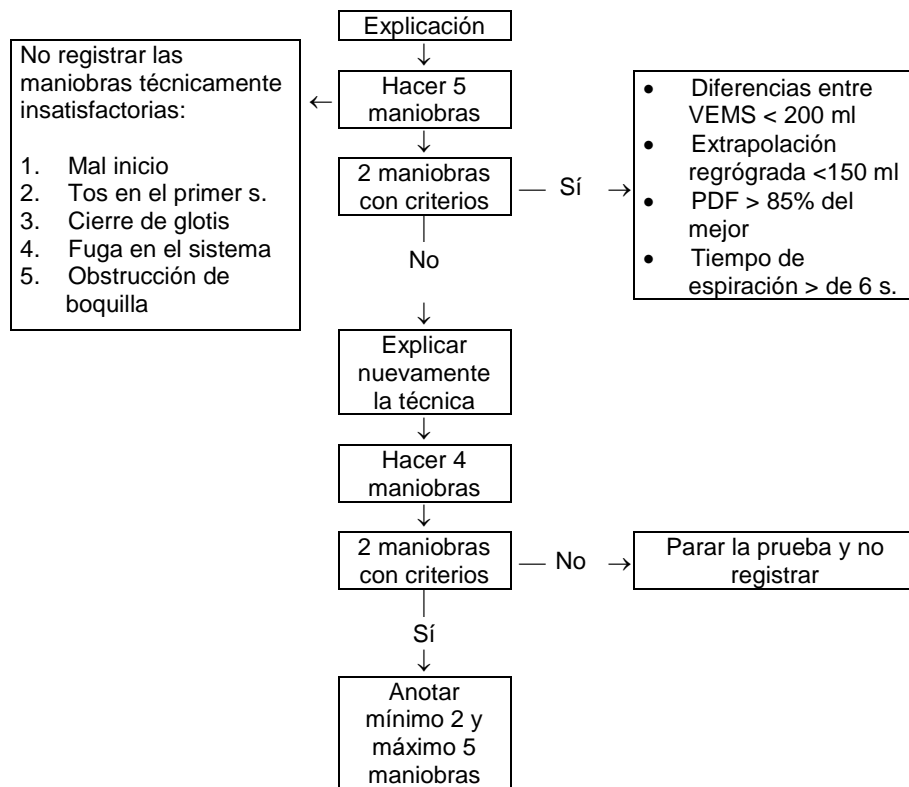 Explicación
↓
No registrar las
maniobras técnicamente
insatisfactorias:
1. Mal inicio
2. Tos en el primer s.
3. Cierre de glotis
4. Fuga en el sistema
5. Obstrucción de
boquilla
←
Hacer 5
maniobras
↓
2 maniobras
con criterios
— Sí →
• Diferencias entre
VEMS < 200 ml
• Extrapolación
regrógrada <150 ml
• PDF > 85% del
mejor
• Tiempo de
espiración > de 6 s.
No
↓
Explicar
nuevamente
la técnica
↓
Hacer 4
maniobras
↓
2 maniobras
con criterios
— No →
Parar la prueba y no
registrar
Sí
↓
Anotar
mínimo 2 y
máximo 5
maniobras